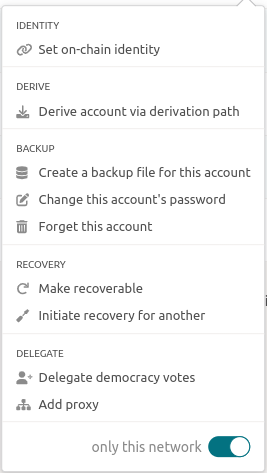 IDENTITY
Set on-chain identity
DERIVE
Derive account via derivation path
BACKUP
Create a backup file for this account
Change this account's password
Forget this account
RECOVERY
Make recoverable
Initiate recovery for another
DELEGATE
Delegate democracy votes
Add proxy
only this network